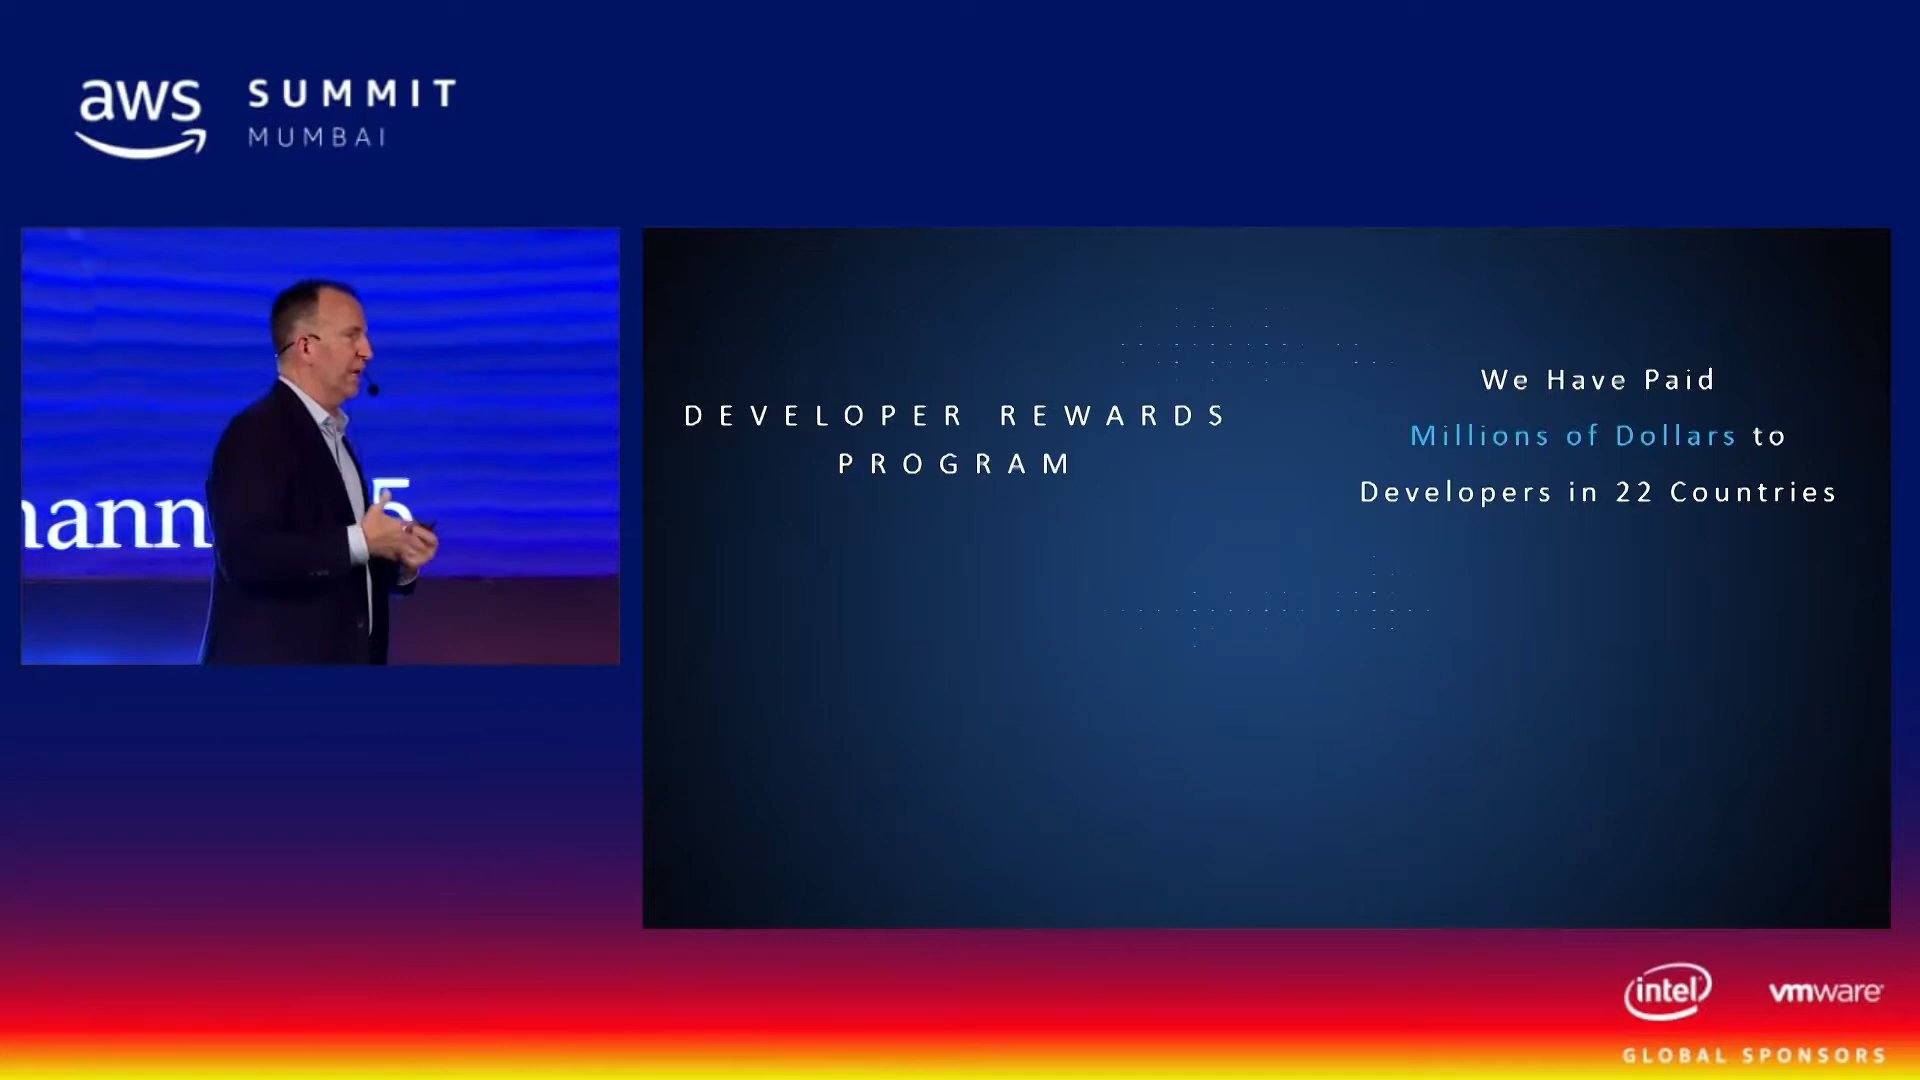 aws
SUMMIT
MUMBAI
5
DEVELOPER REWARDS
PROGRAM
We Have Paid
Millions of Dollars to
Developers in 22 Countries
intel
vmware
GLOBAL SPONSORS